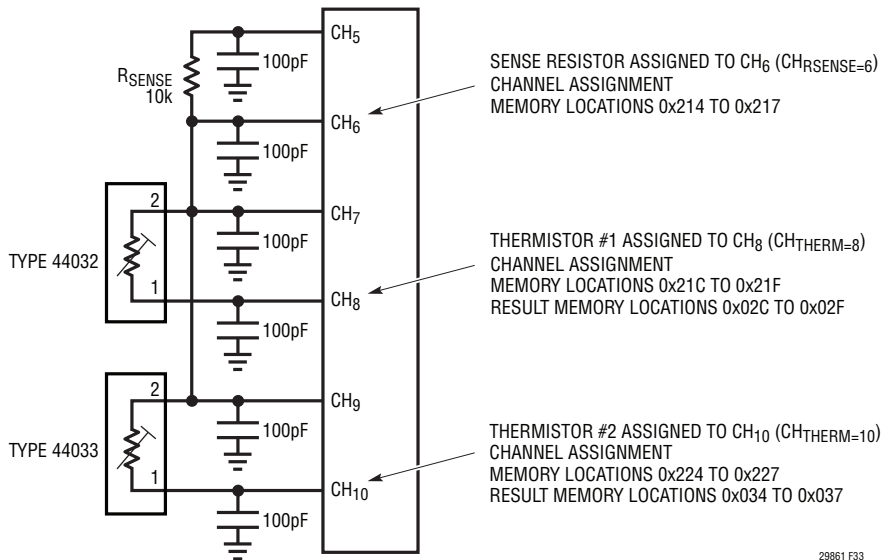 CH5
100pF
SENSE RESISTOR ASSIGNED TO CH6 (CHRSENSE=6)
CHANNEL ASSIGNMENT
MEMORY LOCATIONS 0x214 TO 0x217
RSENSE
10k
CH6
100pF
2
CH7
100pF
TYPE 44032
1
CH8
100pF
THERMISTOR #1 ASSIGNED TO CH8 (CHTHERM=8)
CHANNEL ASSIGNMENT
MEMORY LOCATIONS 0x21C TO 0x21F
RESULT MEMORY LOCATIONS 0x02C TO 0x02F
2
CH9
100pF
TYPE 44033
1
CH10
100pF
THERMISTOR #2 ASSIGNED TO CH10 (CHTHERM=10)
CHANNEL ASSIGNMENT
MEMORY LOCATIONS 0x224 TO 0x227
RESULT MEMORY LOCATIONS 0x034 TO 0x037
29861 F33